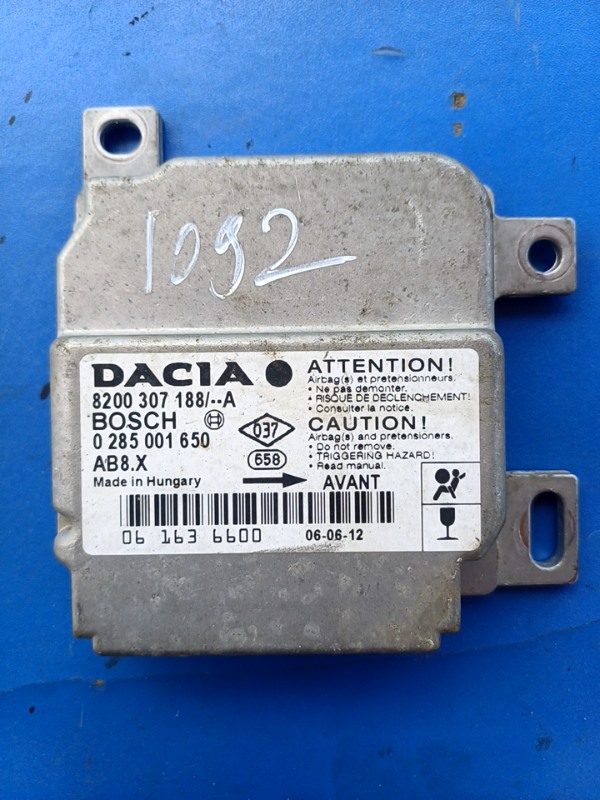 1092
DACIA
8200 307 188/--A
BOSCH
0 285 001 650
AB8.X
Made in Hungary
037
658
AVANT
ATTENTION!
Airbag(s) et pretensionneurs.
• Ne pas demonter.
• RISQUE DE DECLENCHEMENT!
• Consulter la notice.
CAUTION!
Airbag(s) and pretensioners.
• Do not remove.
• TRIGGERING HAZARD!
• Read manual.
06 163 6600
06-06-12